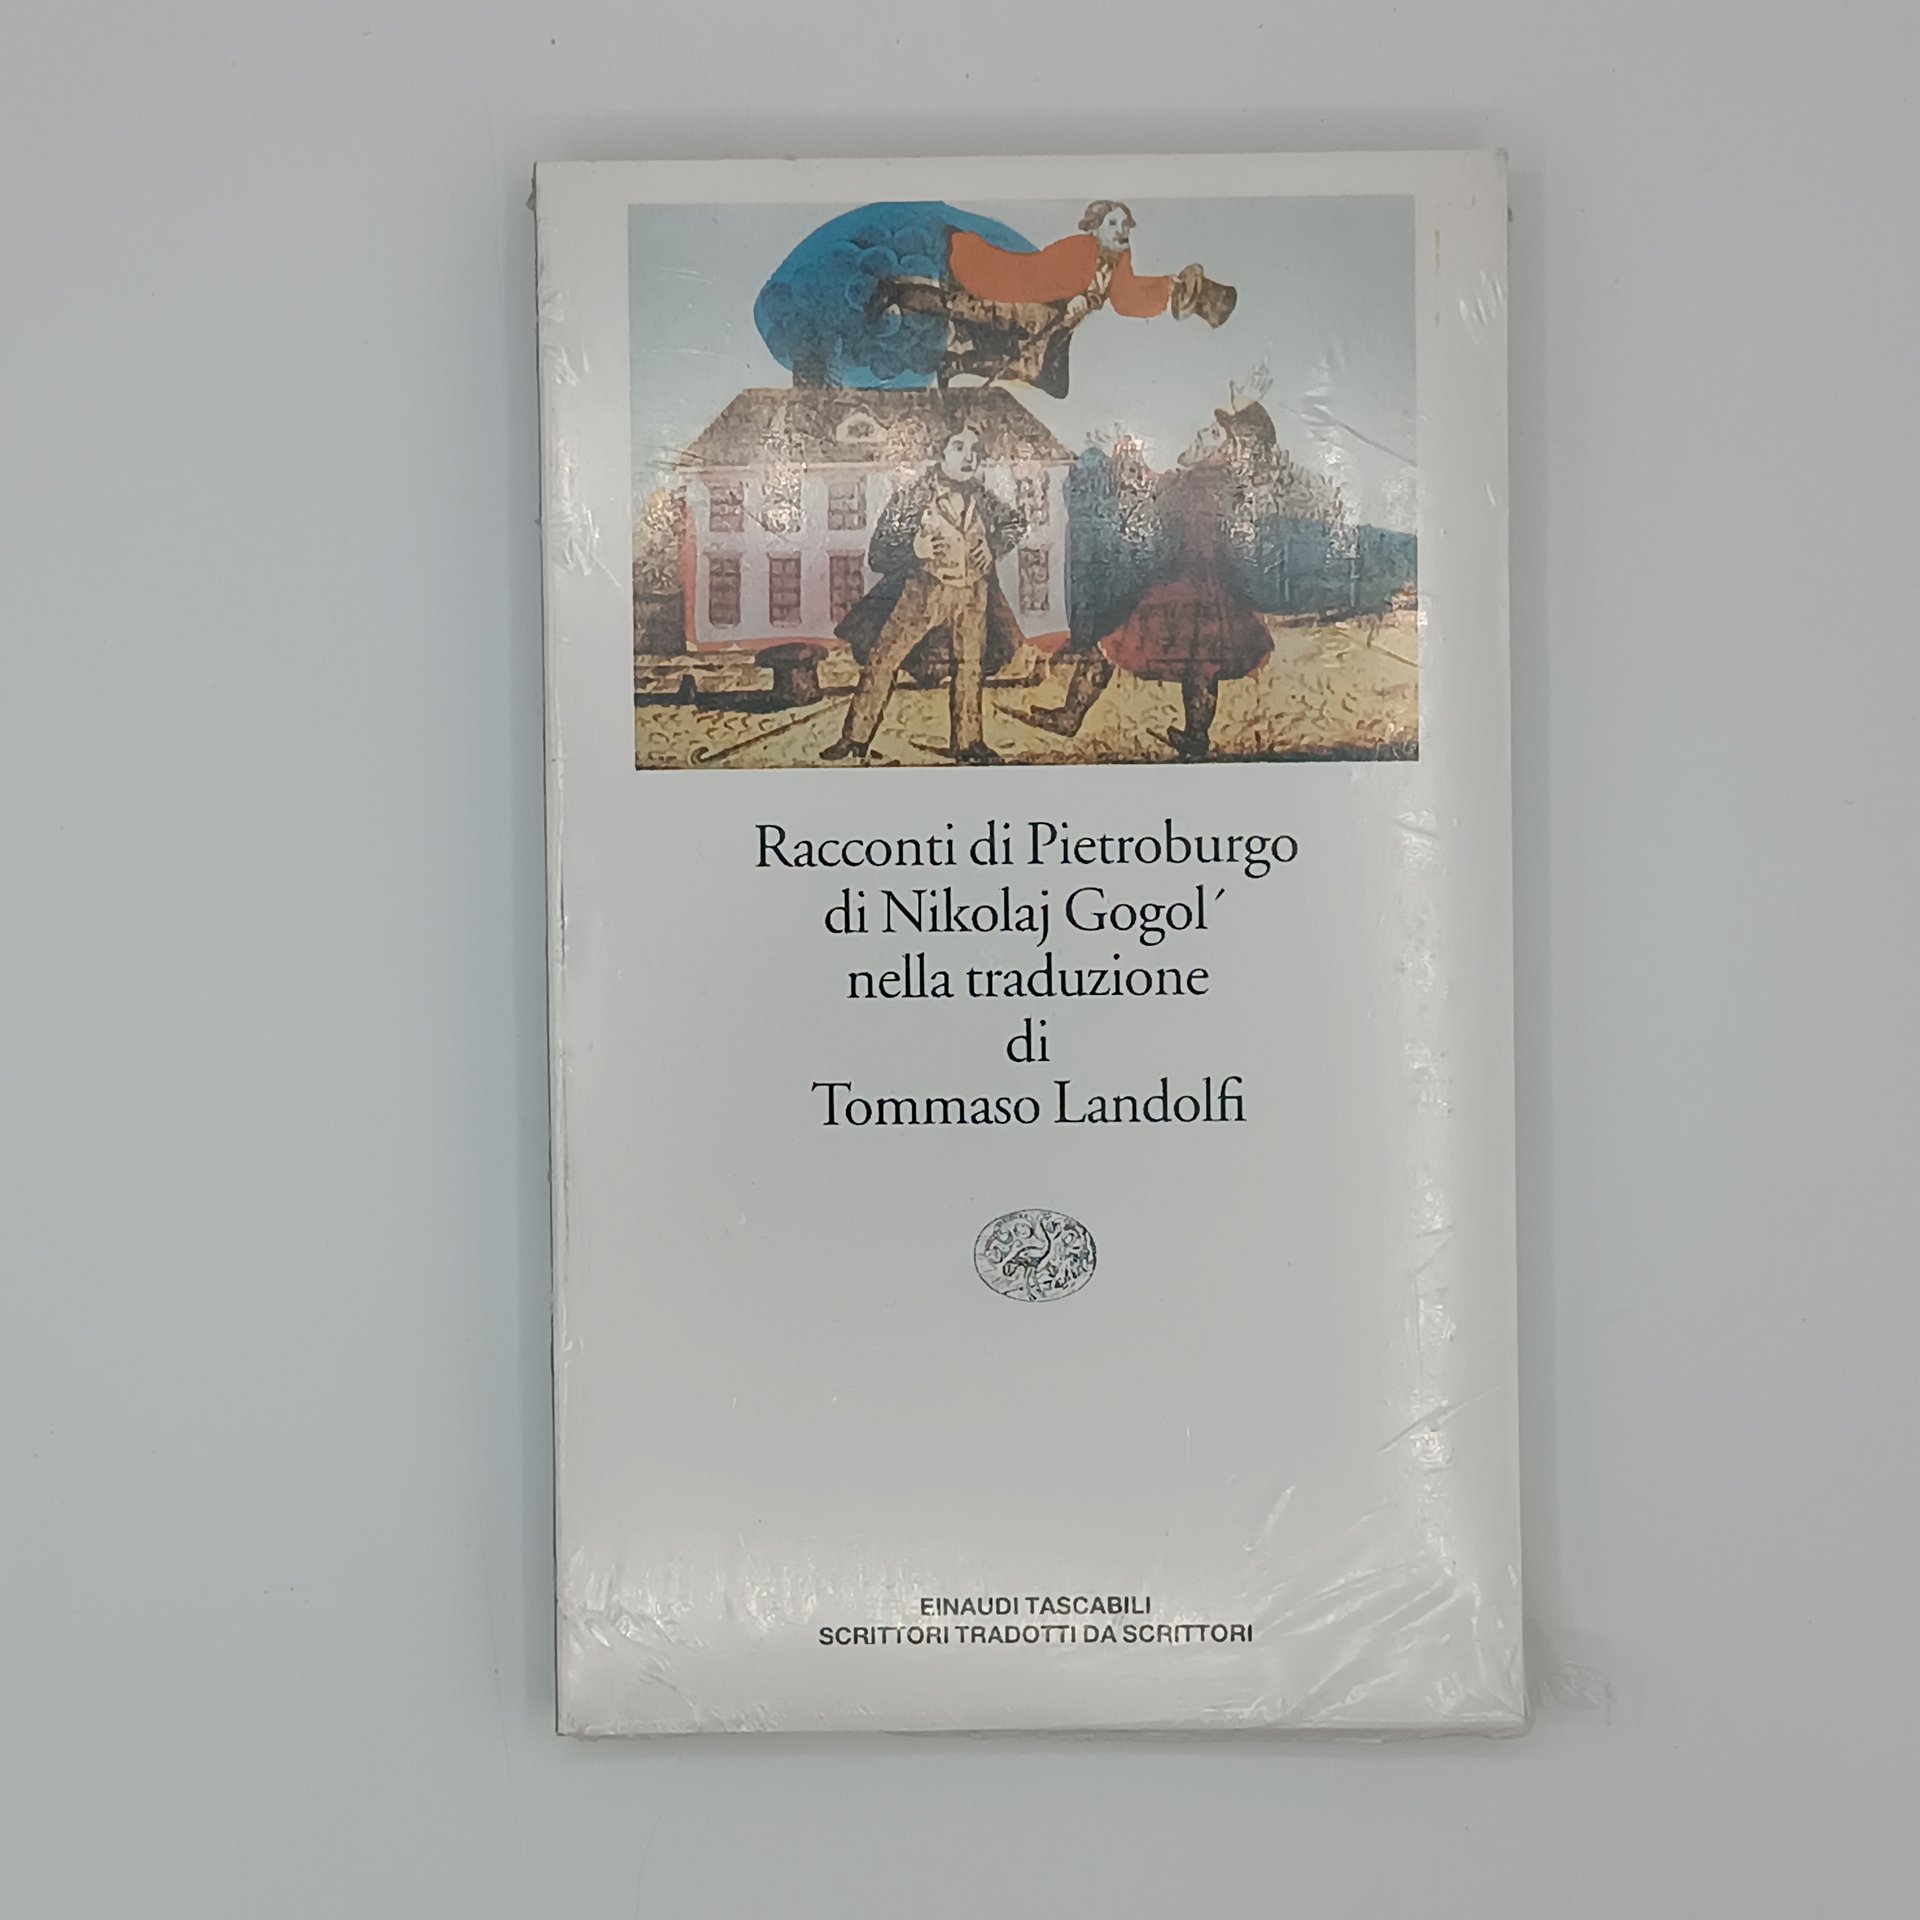 Racconti di Pietroburgo
di Nikolaj Gogol´
nella traduzione
di
Tommaso Landolfi
EINAUDI TASCABILI
SCRITTORI TRADOTTI DA SCRITTORI